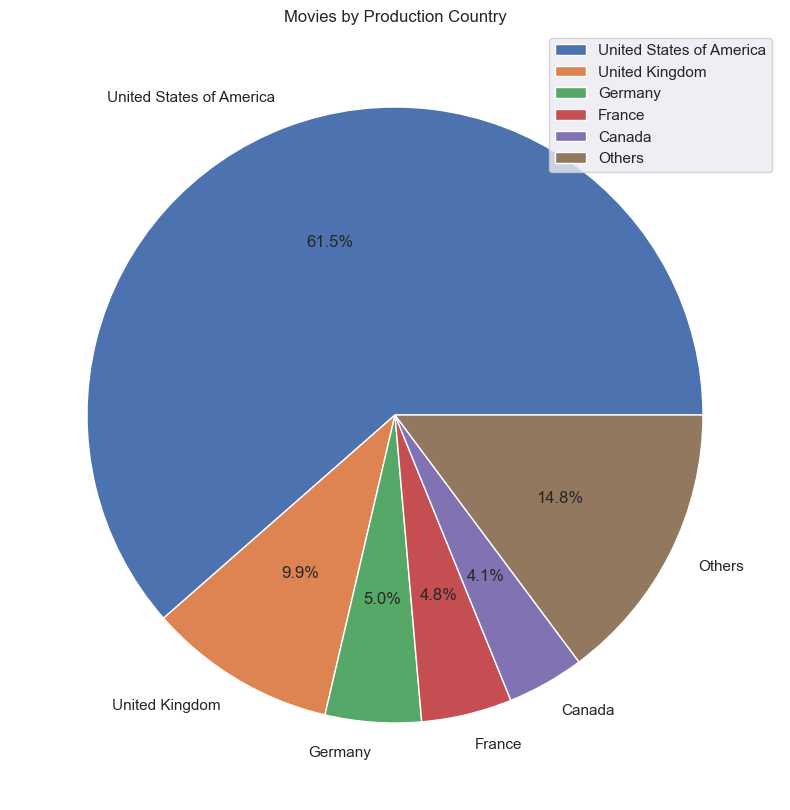 Movies by Production Country
United States of America
United Kingdom
Germany
France
Canada
Others
United States of America
61.5%
9.9%
5.0%
4.8%
4.1%
14.8%
Others
United Kingdom
Germany
France
Canada